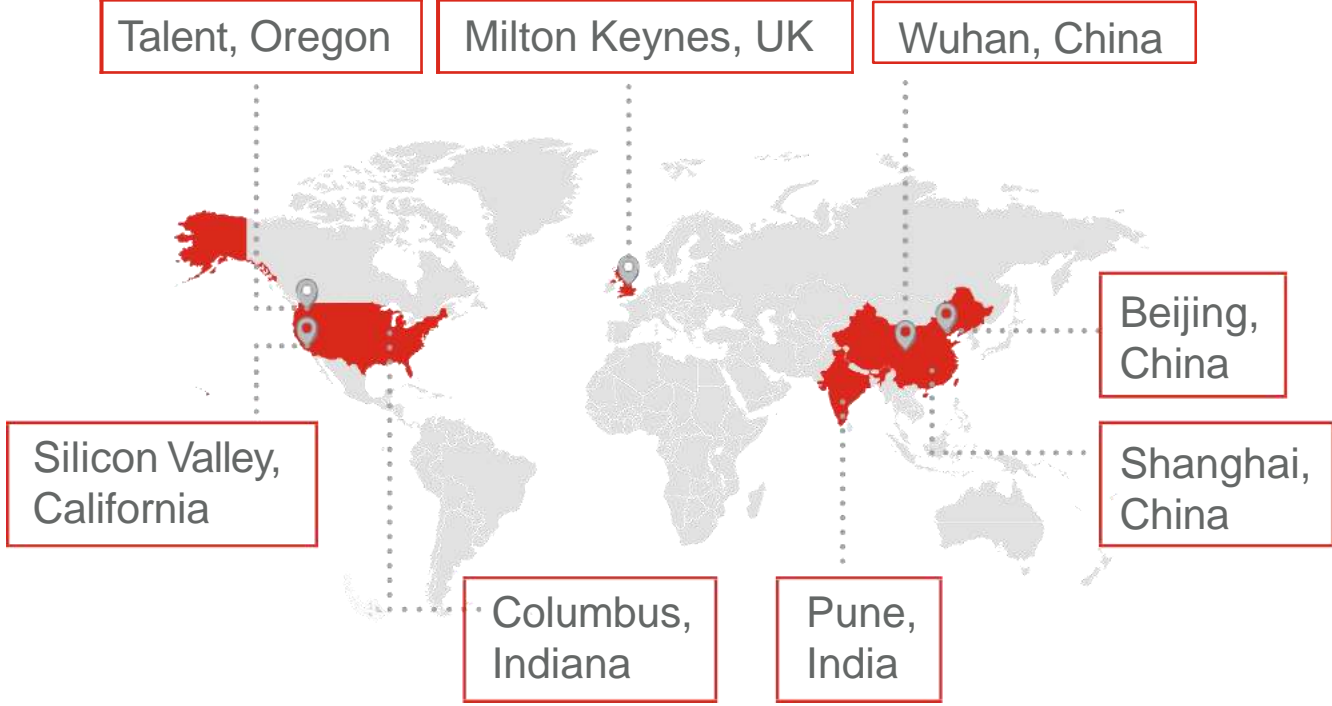 Talent, Oregon
Milton Keynes, UK
Wuhan, China
Beijing,
China
Silicon Valley,
California
Shanghai,
China
Columbus,
Indiana
Pune,
India